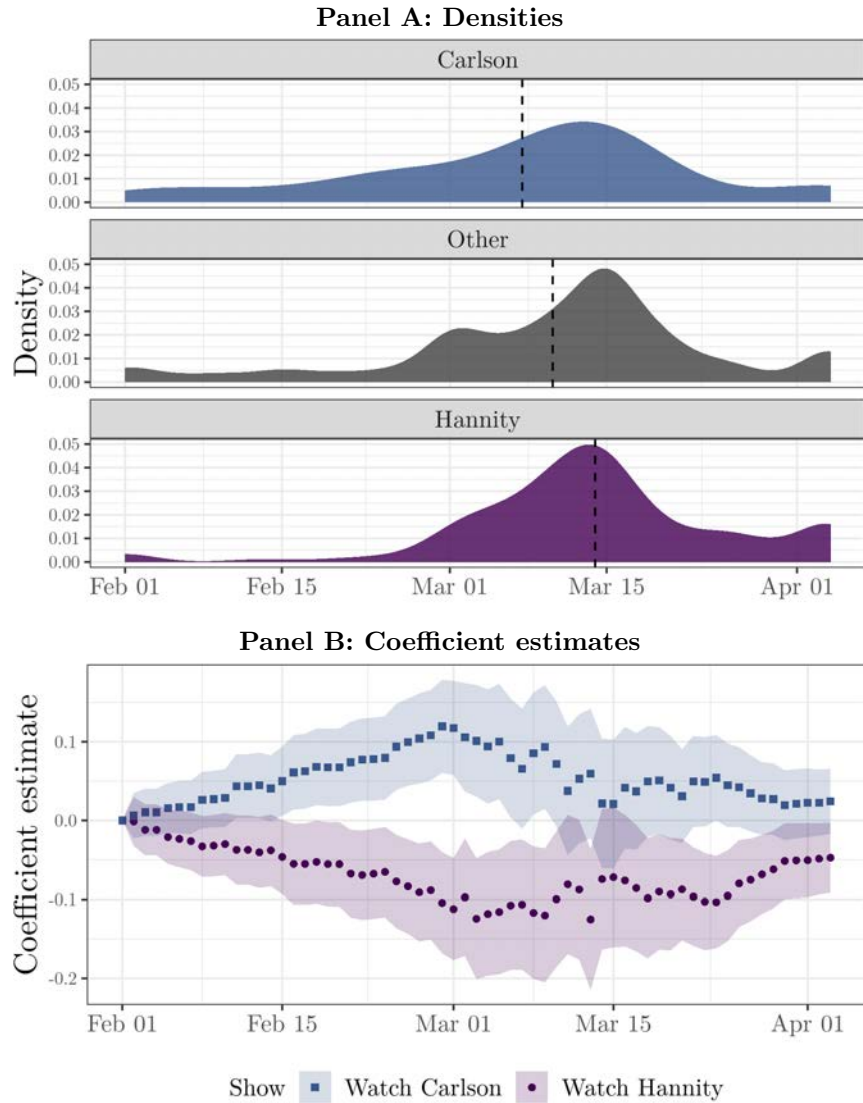 Panel A: Densities
Carlson
0.05
0.04
0.03
0.02
0.01
0.00
Other
0.05
0.04
0.03
0.02
0.01
0.00
Density
Hannity
0.05
0.04
0.03
0.02
0.01
0.00
Feb 01 Feb 15 Mar 01 Mar 15 Apr 01
Panel B: Coefficient estimates
Coefficient estimate
0.1
0.0
-0.1
-0.2
Feb 01 Feb 15 Mar 01 Mar 15 Apr 01
Show Watch Carlson Watch Hannity